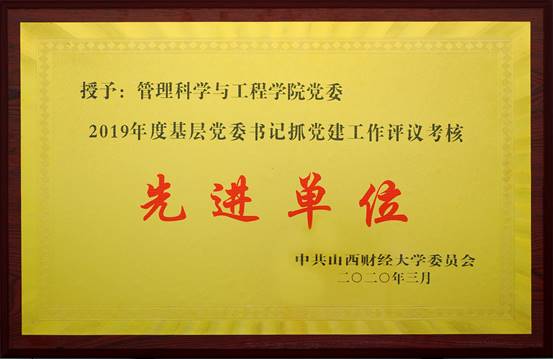 授予：管理科学与工程学院党委
2019年度基层党委书记抓党建工作评议考核
先进单位
中共山西财经大学委员会
二〇二〇年三月